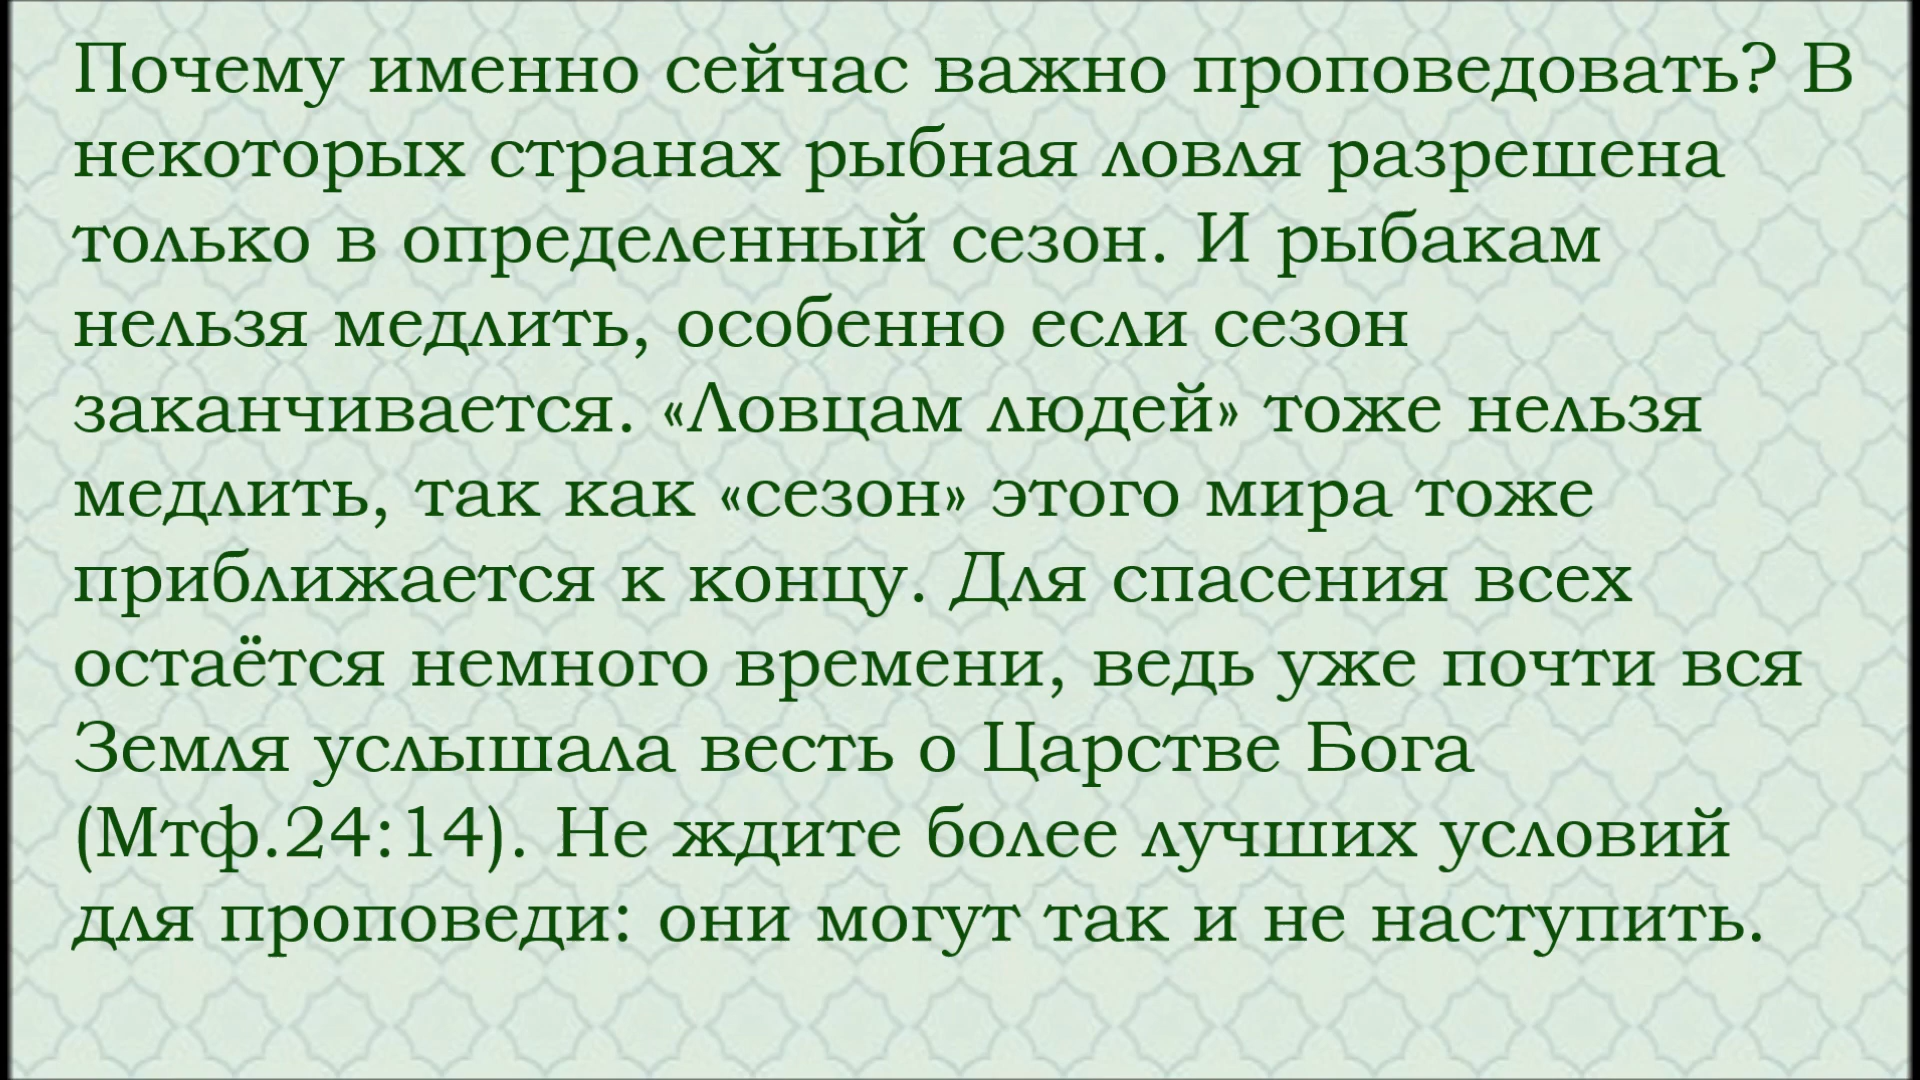 Почему именно сейчас важно проповедовать? В
некоторых странах рыбная ловля разрешена
только в определенный сезон. И рыбакам
нельзя медлить, особенно если сезон
заканчивается. «Ловцам людей» тоже нельзя
медлить, так как «сезон» этого мира тоже
приближается к концу. Для спасения всех
остаётся немного времени, ведь уже почти вся
Земля услышала весть о Царстве Бога
(Мтф.24:14). Не ждите более лучших условий
для проповеди: они могут так и не наступить.